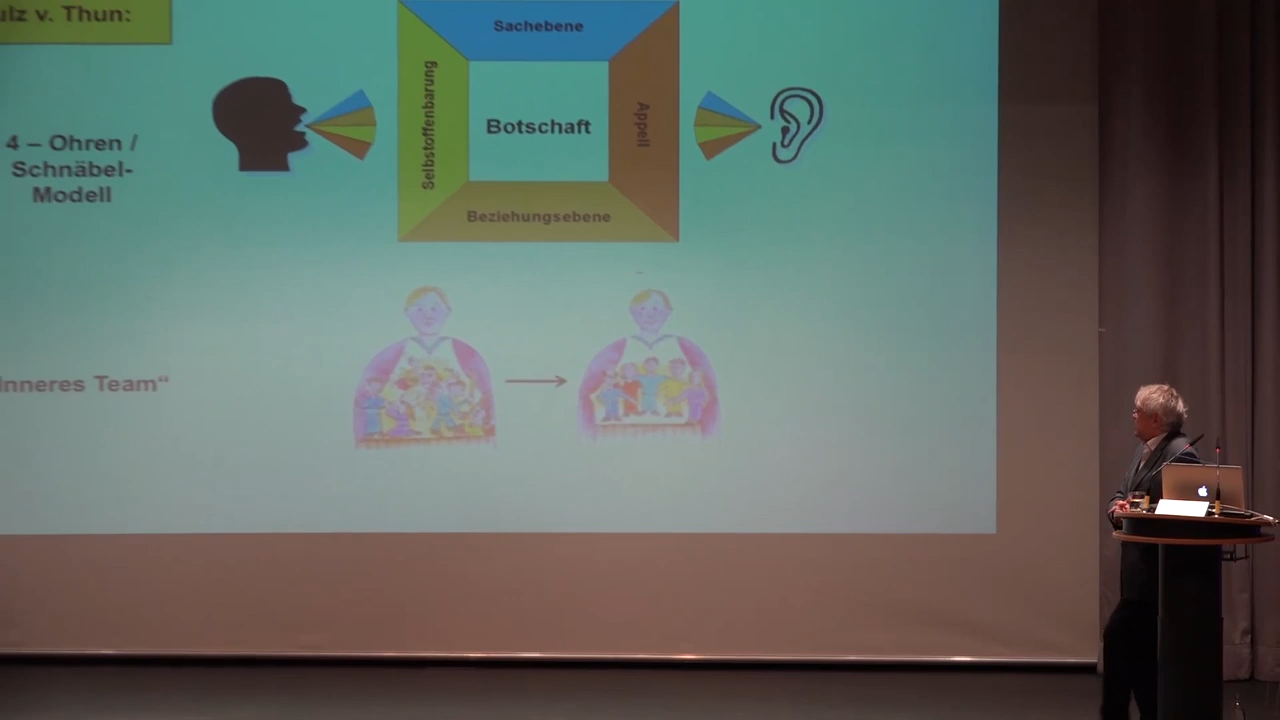 ulz v. Thun:
Sachebene
4 – Ohren /
Schnäbel-
Modell
Selbstoffenbarung
Botschaft
Appell
Beziehungsebene
Inneres Team“